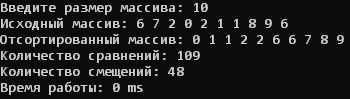 Введите размер массива: 10
Исходный массив: 6 7 2 0 2 1 1 8 9 6
Отсортированный массив: 0 1 1 2 2 6 6 7 8 9
Количество сравнений: 109
Количество смещений: 48
Время работы: 0 ms